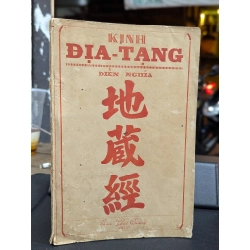 KINH
ĐỊA-TẠNG
DIỄN NGHĨA
地
藏
經